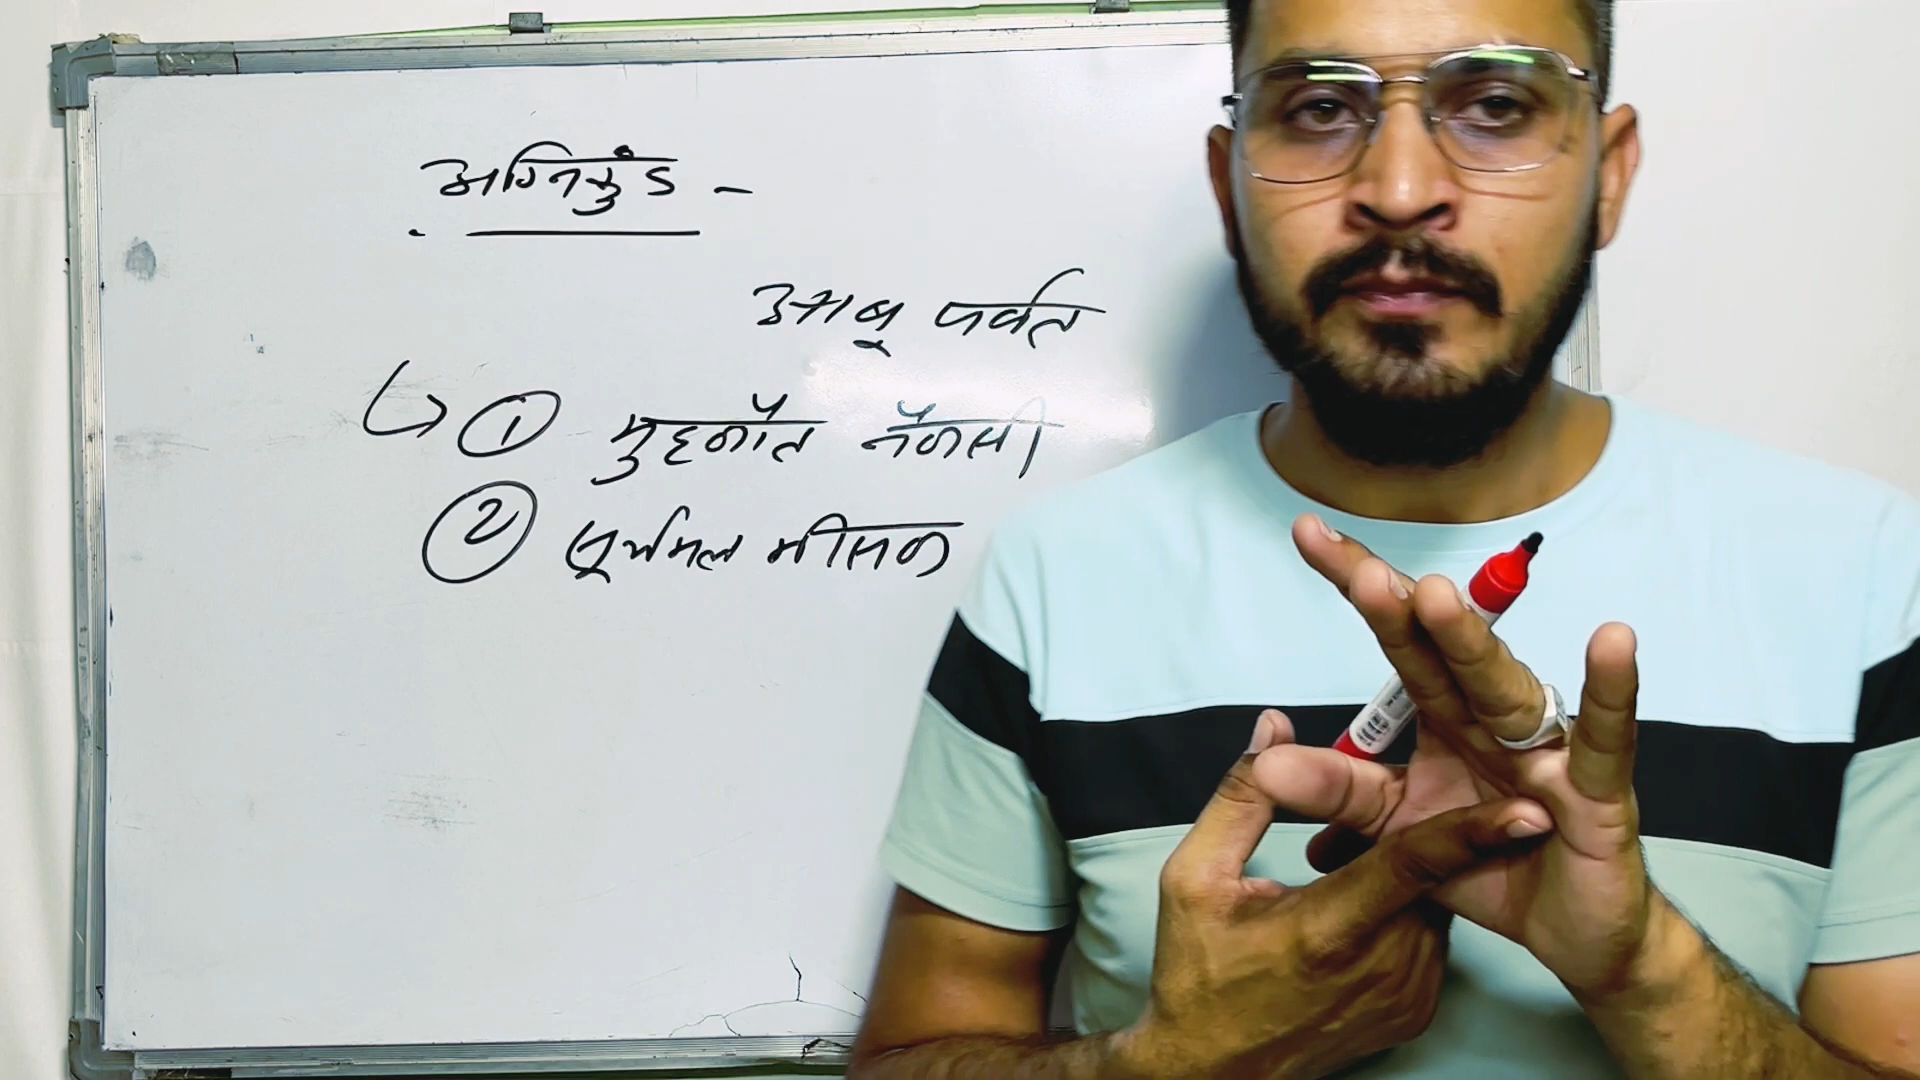 अग्निकुंड -
आबू पर्वत
① मुहणौत नैणसी
② सूर्यमल मीसण